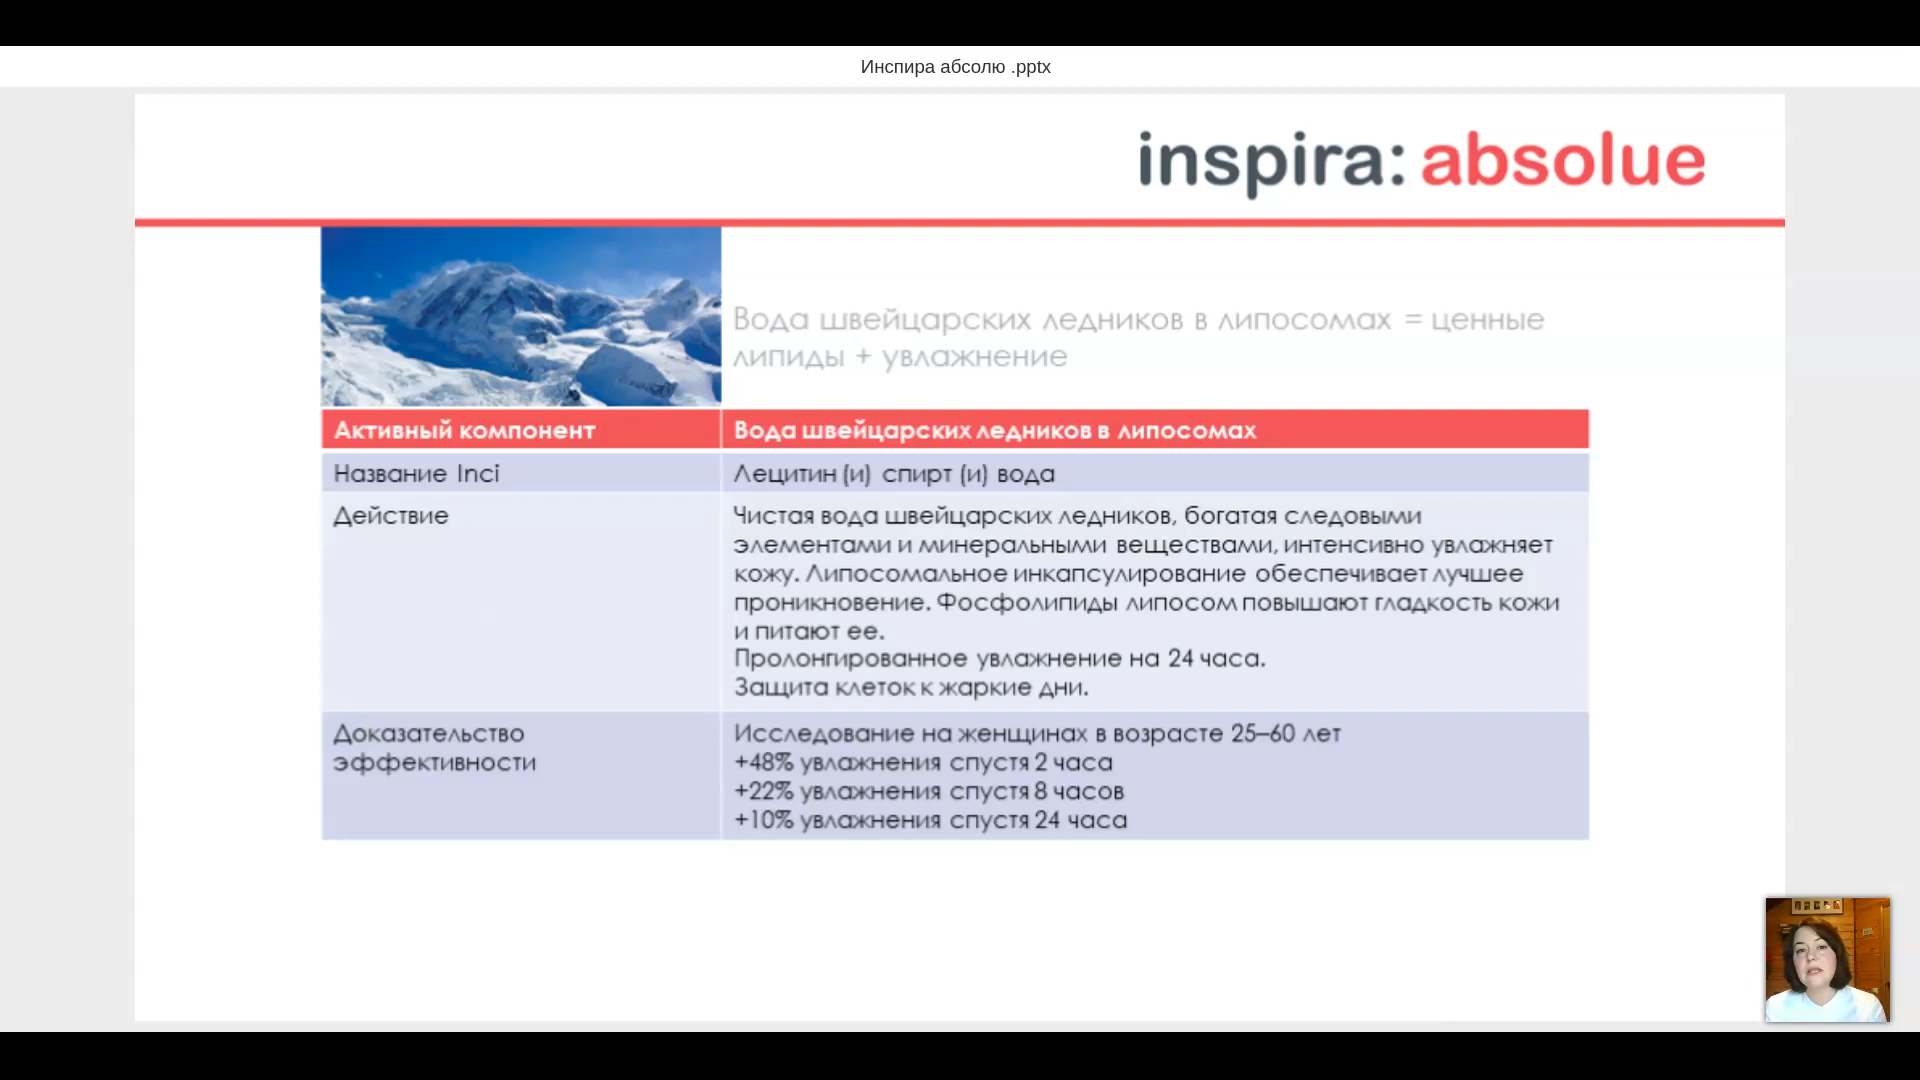 Инспира абсолю .pptx
inspira: absolue
Вода швейцарских ледников в липосомах = ценные
липиды + увлажнение
Активный компонент
Вода швейцарских ледников в липосомах
Название Inci
Лецитин (и) спирт (и) вода
Действие
Чистая вода швейцарских ледников, богатая следовыми
элементами и минеральными веществами, интенсивно увлажняет
кожу. Липосомальное инкапсулирование обеспечивает лучшее
проникновение. Фосфолипиды липосом повышают гладкость кожи
и питают ее.
Пролонгированное увлажнение на 24 часа.
Защита клеток к жаркие дни.
Доказательство
эффективности
Исследование на женщинах в возрасте 25–60 лет
+48% увлажнения спустя 2 часа
+22% увлажнения спустя 8 часов
+10% увлажнения спустя 24 часа